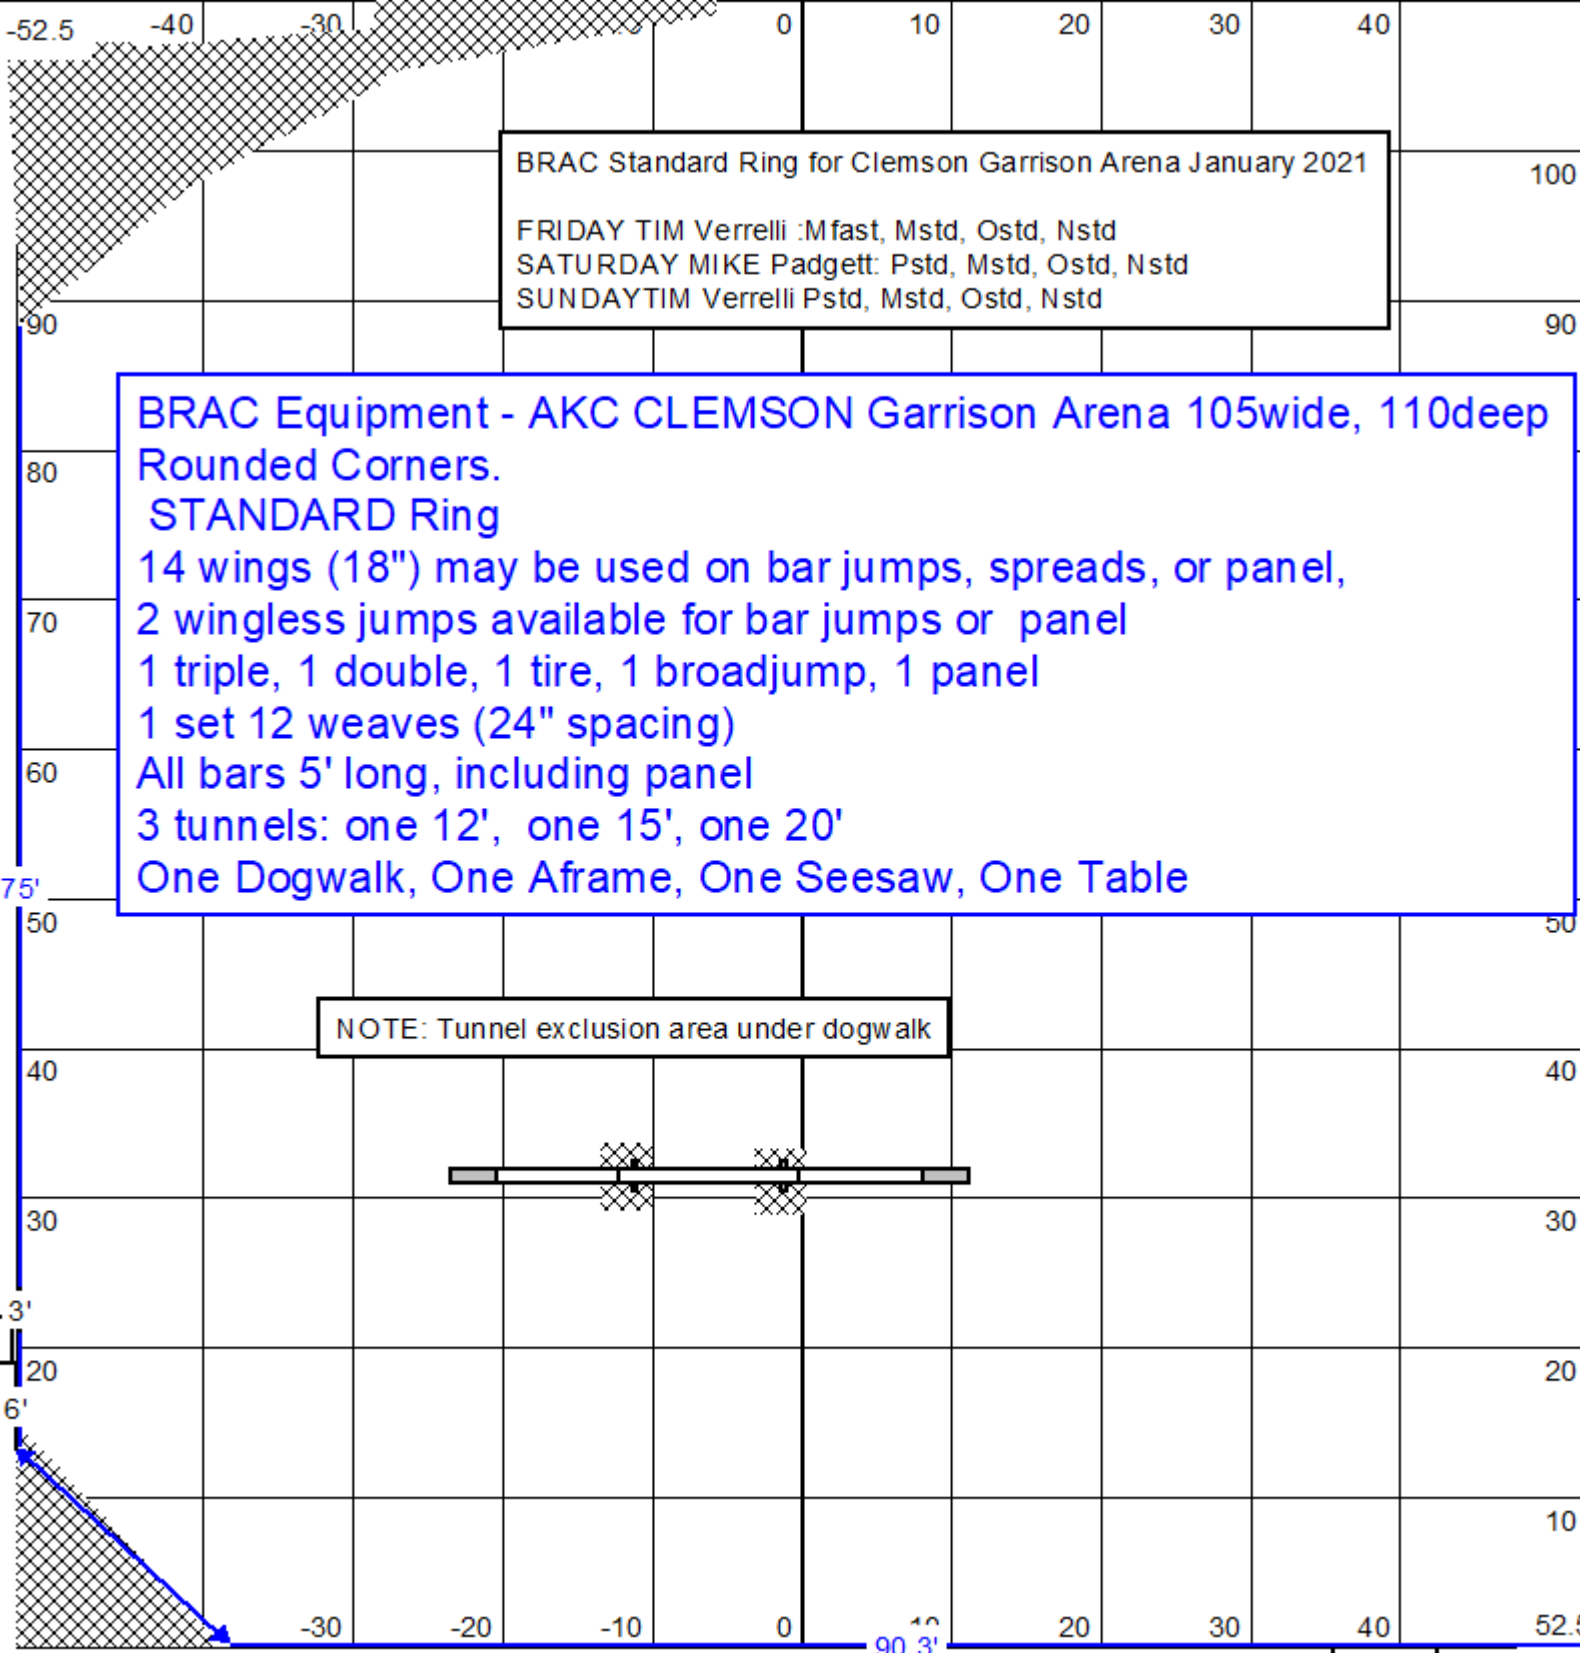 -52.5 -40 -30 0 10 20 30 40
BRAC Standard Ring for Clemson Garrison Arena January 2021
100
FRIDAY TIM Verrelli :Mfast, Mstd, Ostd, Nstd
SATURDAY MIKE Padgett: Pstd, Mstd, Ostd, Nstd
SUNDAYTIM Verrelli Pstd, Mstd, Ostd, Nstd
90 90
BRAC Equipment - AKC CLEMSON Garrison Arena 105wide, 110deep
Rounded Corners.
80
STANDARD Ring
14 wings (18") may be used on bar jumps, spreads, or panel,
2 wingless jumps available for bar jumps or  panel
70
1 triple, 1 double, 1 tire, 1 broadjump, 1 panel
1 set 12 weaves (24" spacing)
All bars 5' long, including panel
60
3 tunnels: one 12',  one 15', one 20'
One Dogwalk, One Aframe, One Seesaw, One Table
75'
50 50
NOTE: Tunnel exclusion area under dogwalk
40 40
30 30
3'
20 20
6'
10
-30 -20 -10 0 20 30 40
90.3'